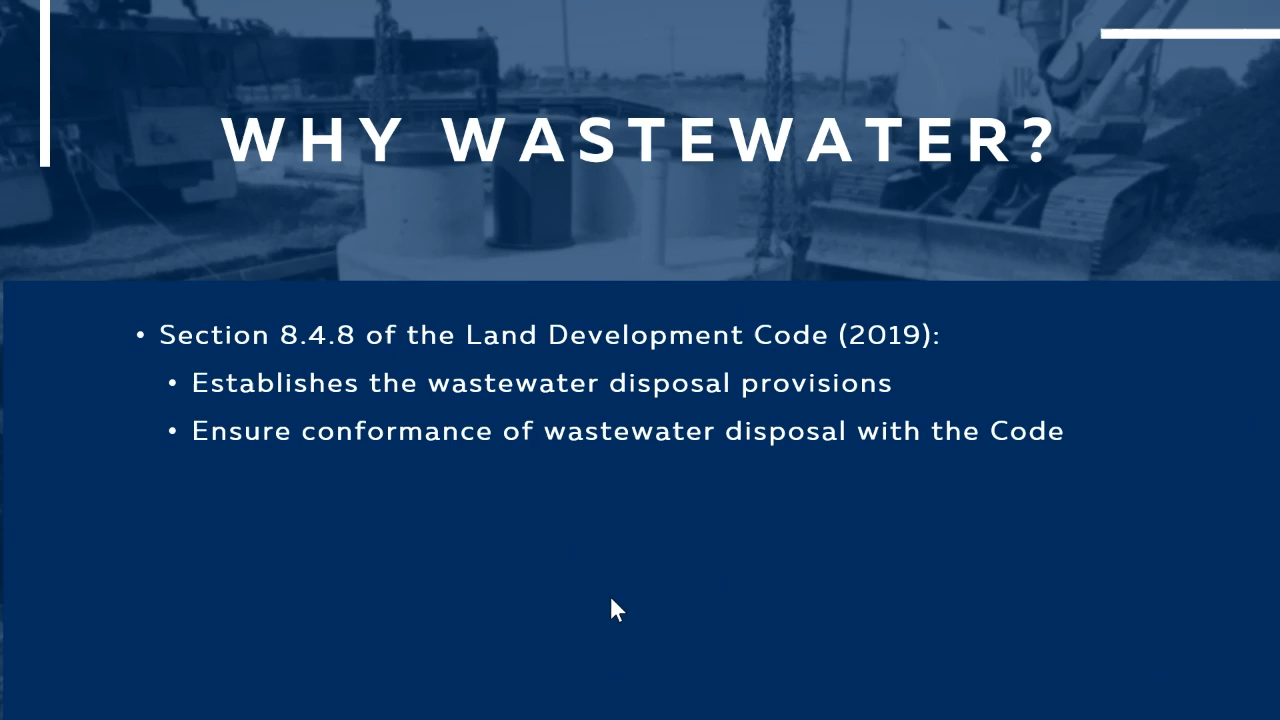 WHY WASTEWATER?
• Section 8.4.8 of the Land Development Code (2019):
• Establishes the wastewater disposal provisions
• Ensure conformance of wastewater disposal with the Code